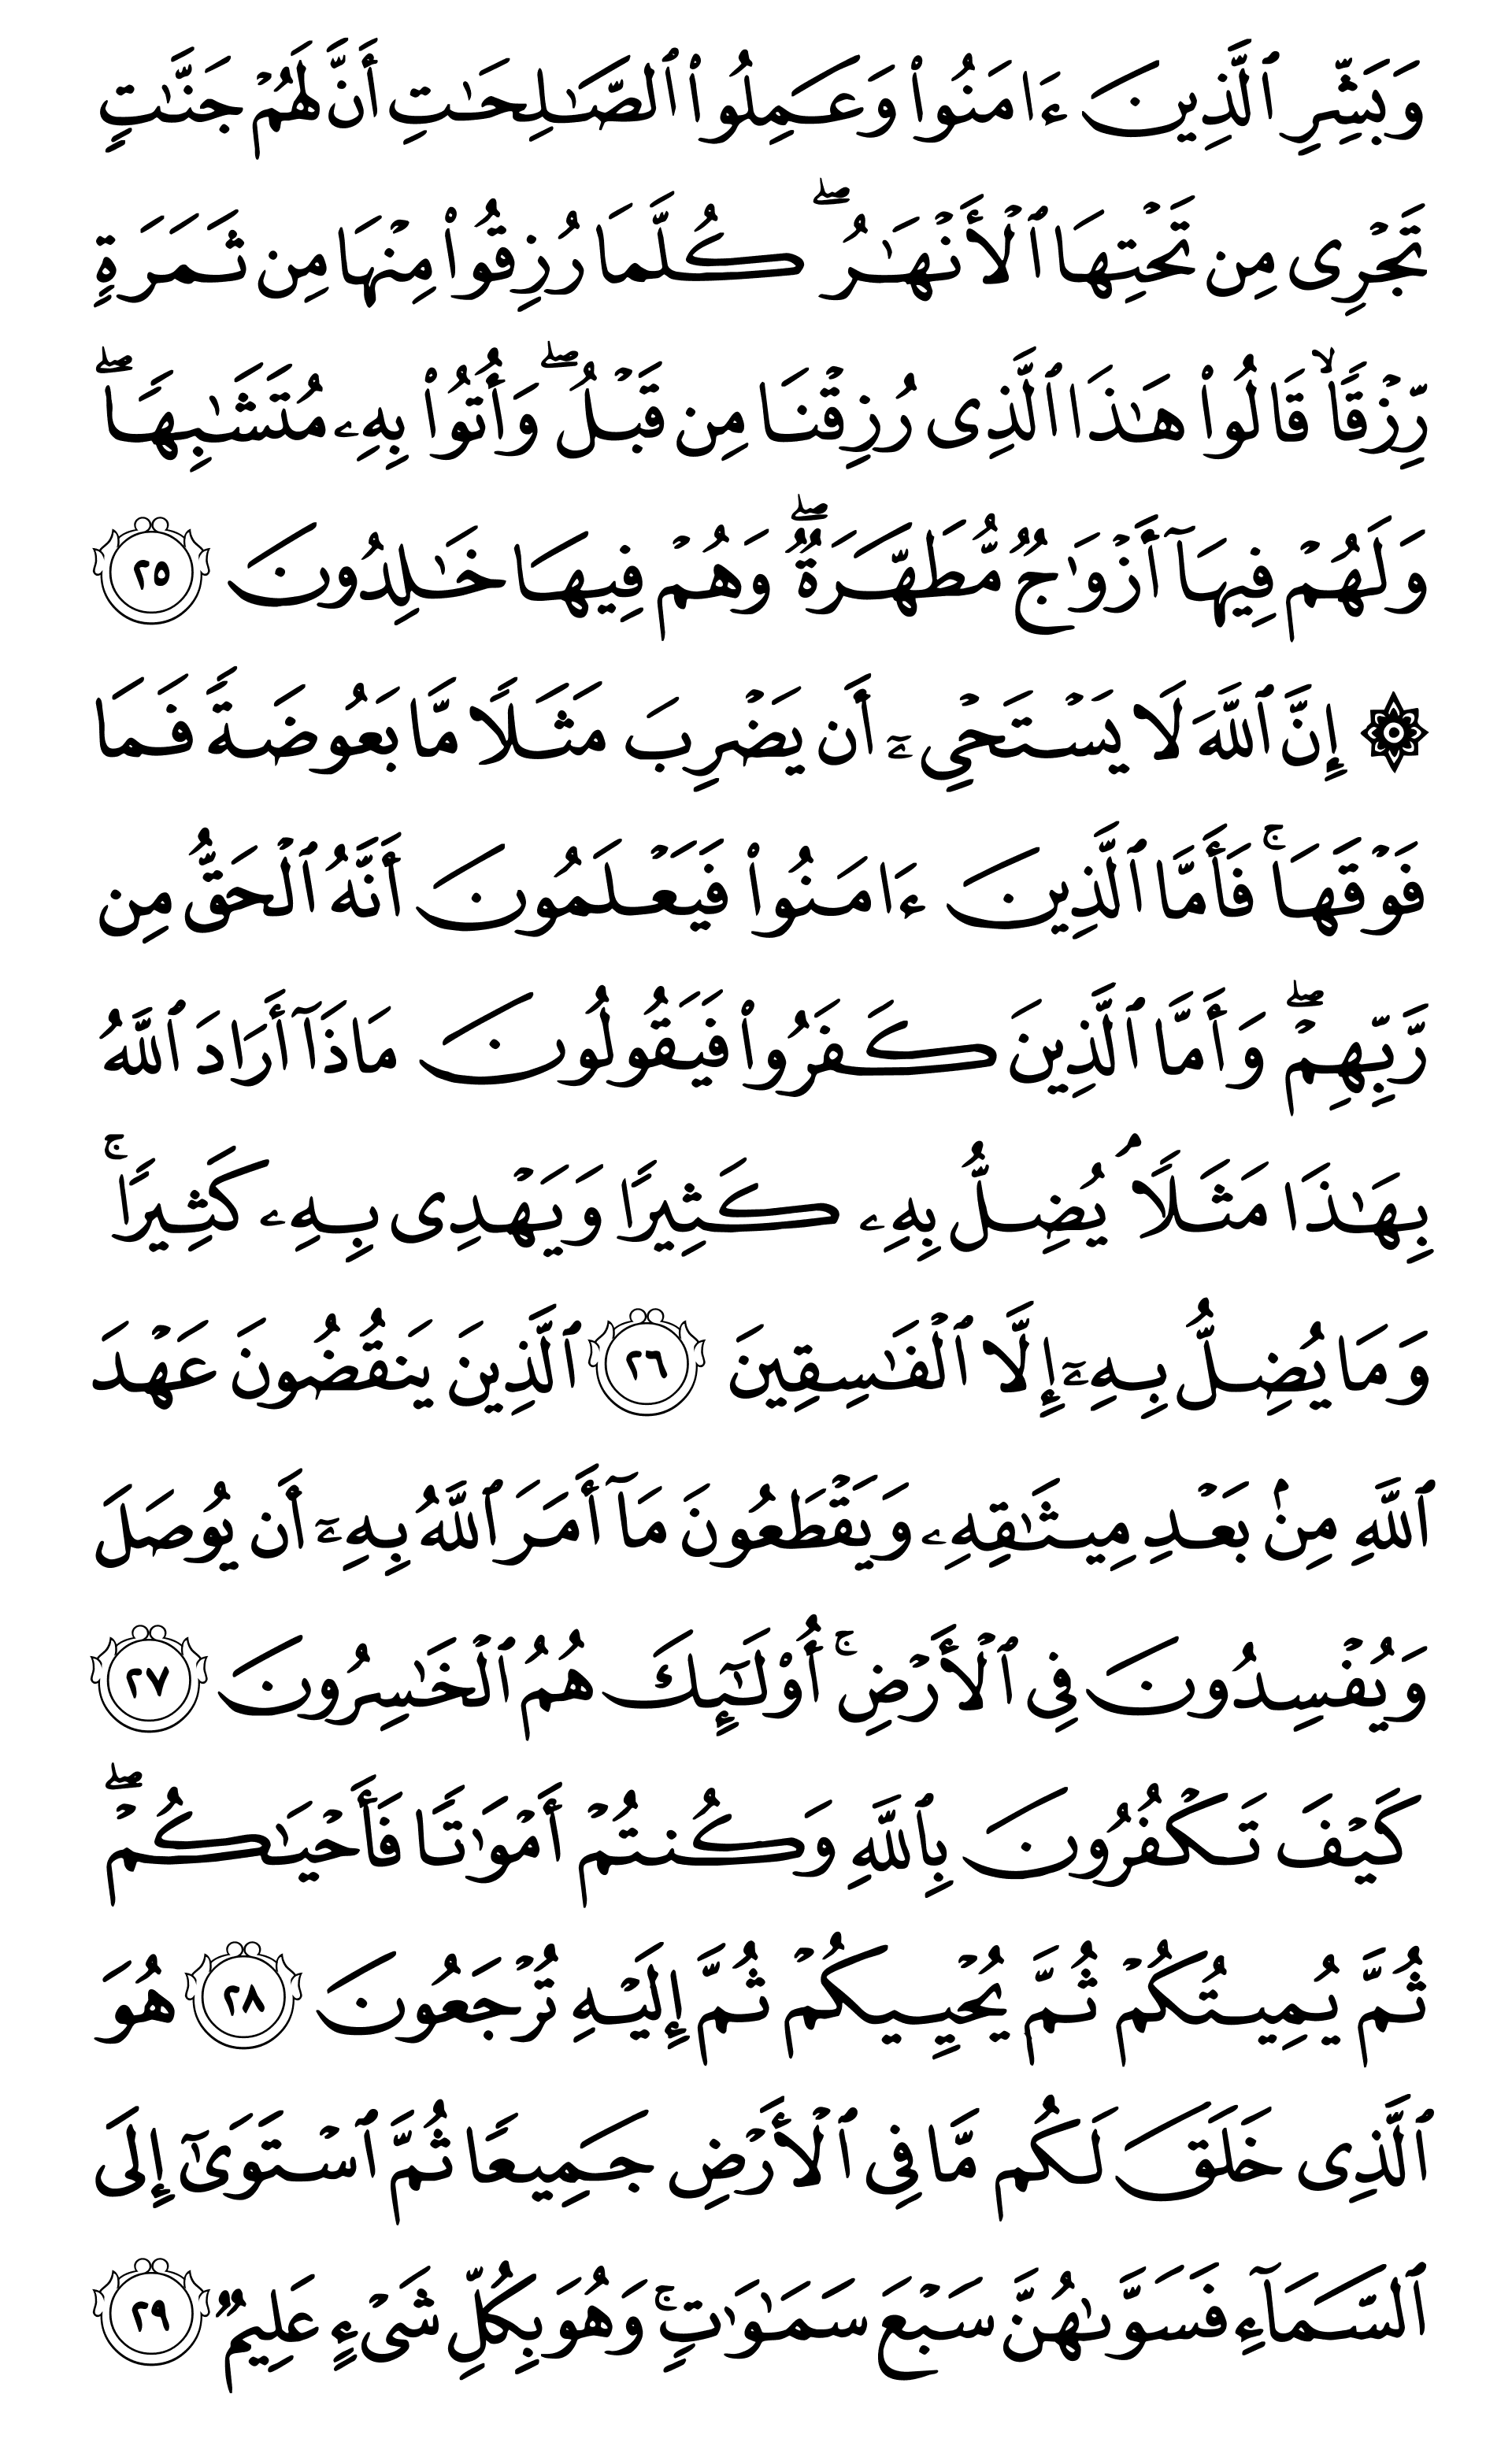 وَبَشِّرِ ٱلَّذِينَ ءَامَنُوا۟ وَعَمِلُوا۟ ٱلصَّـٰلِحَـٰتِ أَنَّ لَهُمْ جَنَّـٰتٍ
تَجْرِى مِن تَحْتِهَا ٱلْأَنْهَـٰرُ ۖ كُلَّمَا رُزِقُوا۟ مِنْهَا مِن ثَمَرَةٍ
رِّزْقًا ۙ قَالُوا۟ هَـٰذَا ٱلَّذِى رُزِقْنَا مِن قَبْلُ ۖ وَأُتُوا۟ بِهِۦ مُتَشَـٰبِهًا ۖ
وَلَهُمْ فِيهَآ أَزْوَٰجٌ مُّطَهَّرَةٌ ۖ وَهُمْ فِيهَا خَـٰلِدُونَ ٢٥
۞ إِنَّ ٱللَّهَ لَا يَسْتَحْىِۦٓ أَن يَضْرِبَ مَثَلًا مَّا بَعُوضَةً فَمَا
فَوْقَهَا ۚ فَأَمَّا ٱلَّذِينَ ءَامَنُوا۟ فَيَعْلَمُونَ أَنَّهُ ٱلْحَقُّ مِن
رَّبِّهِمْ ۖ وَأَمَّا ٱلَّذِينَ كَفَرُوا۟ فَيَقُولُونَ مَاذَآ أَرَادَ ٱللَّهُ
بِهَـٰذَا مَثَلًا ۘ يُضِلُّ بِهِۦ كَثِيرًا وَيَهْدِى بِهِۦ كَثِيرًا ۚ
وَمَا يُضِلُّ بِهِۦٓ إِلَّا ٱلْفَـٰسِقِينَ ٢٦ ٱلَّذِينَ يَنقُضُونَ عَهْدَ
ٱللَّهِ مِنۢ بَعْدِ مِيثَـٰقِهِۦ وَيَقْطَعُونَ مَآ أَمَرَ ٱللَّهُ بِهِۦٓ أَن يُوصَلَ
وَيُفْسِدُونَ فِى ٱلْأَرْضِ ۚ أُو۟لَـٰٓئِكَ هُمُ ٱلْخَـٰسِرُونَ ٢٧
كَيْفَ تَكْفُرُونَ بِٱللَّهِ وَكُنتُمْ أَمْوَٰتًا فَأَحْيَـٰكُمْ ۖ
ثُمَّ يُمِيتُكُمْ ثُمَّ يُحْيِيكُمْ ثُمَّ إِلَيْهِ تُرْجَعُونَ ٢٨ هُوَ
ٱلَّذِى خَلَقَ لَكُم مَّا فِى ٱلْأَرْضِ جَمِيعًا ثُمَّ ٱسْتَوَىٰٓ إِلَى
ٱلسَّمَآءِ فَسَوَّىٰهُنَّ سَبْعَ سَمَـٰوَٰتٍ ۚ وَهُوَ بِكُلِّ شَىْءٍ عَلِيمٌ ٢٩